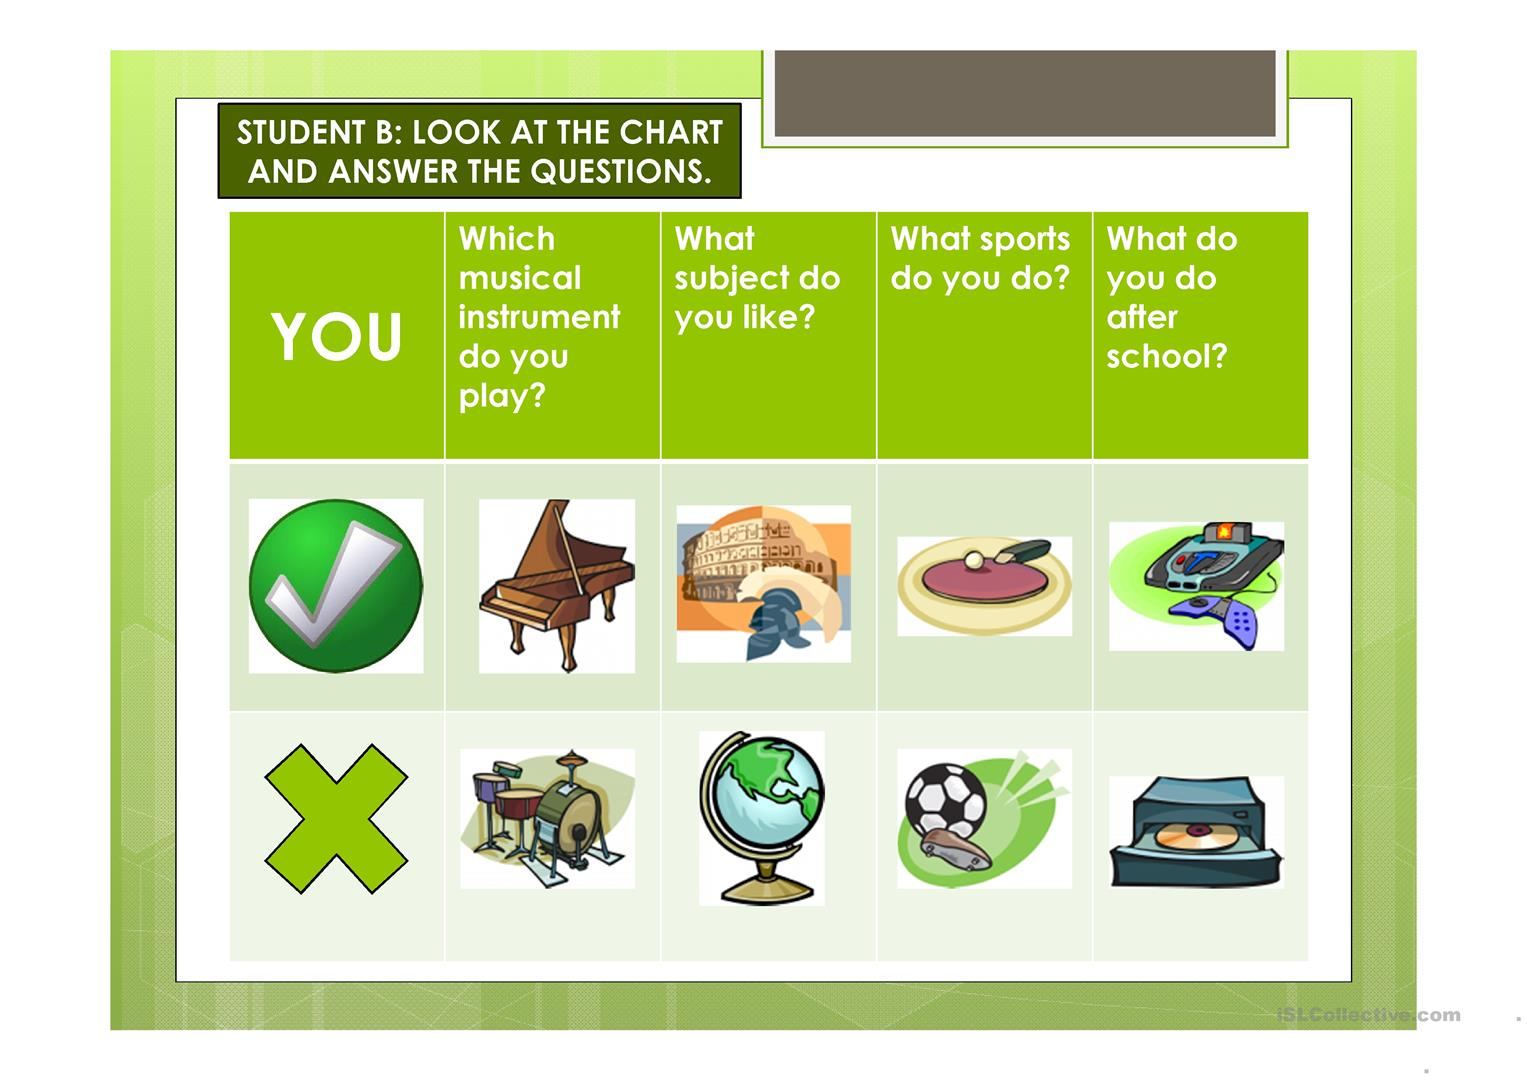 STUDENT B: LOOK AT THE CHART
AND ANSWER THE QUESTIONS.
YOU
Which
musical
instrument
do you
play?
What
subject do
you like?
What sports
do you do?
What do
you do
after
school?
iSLCollective.com